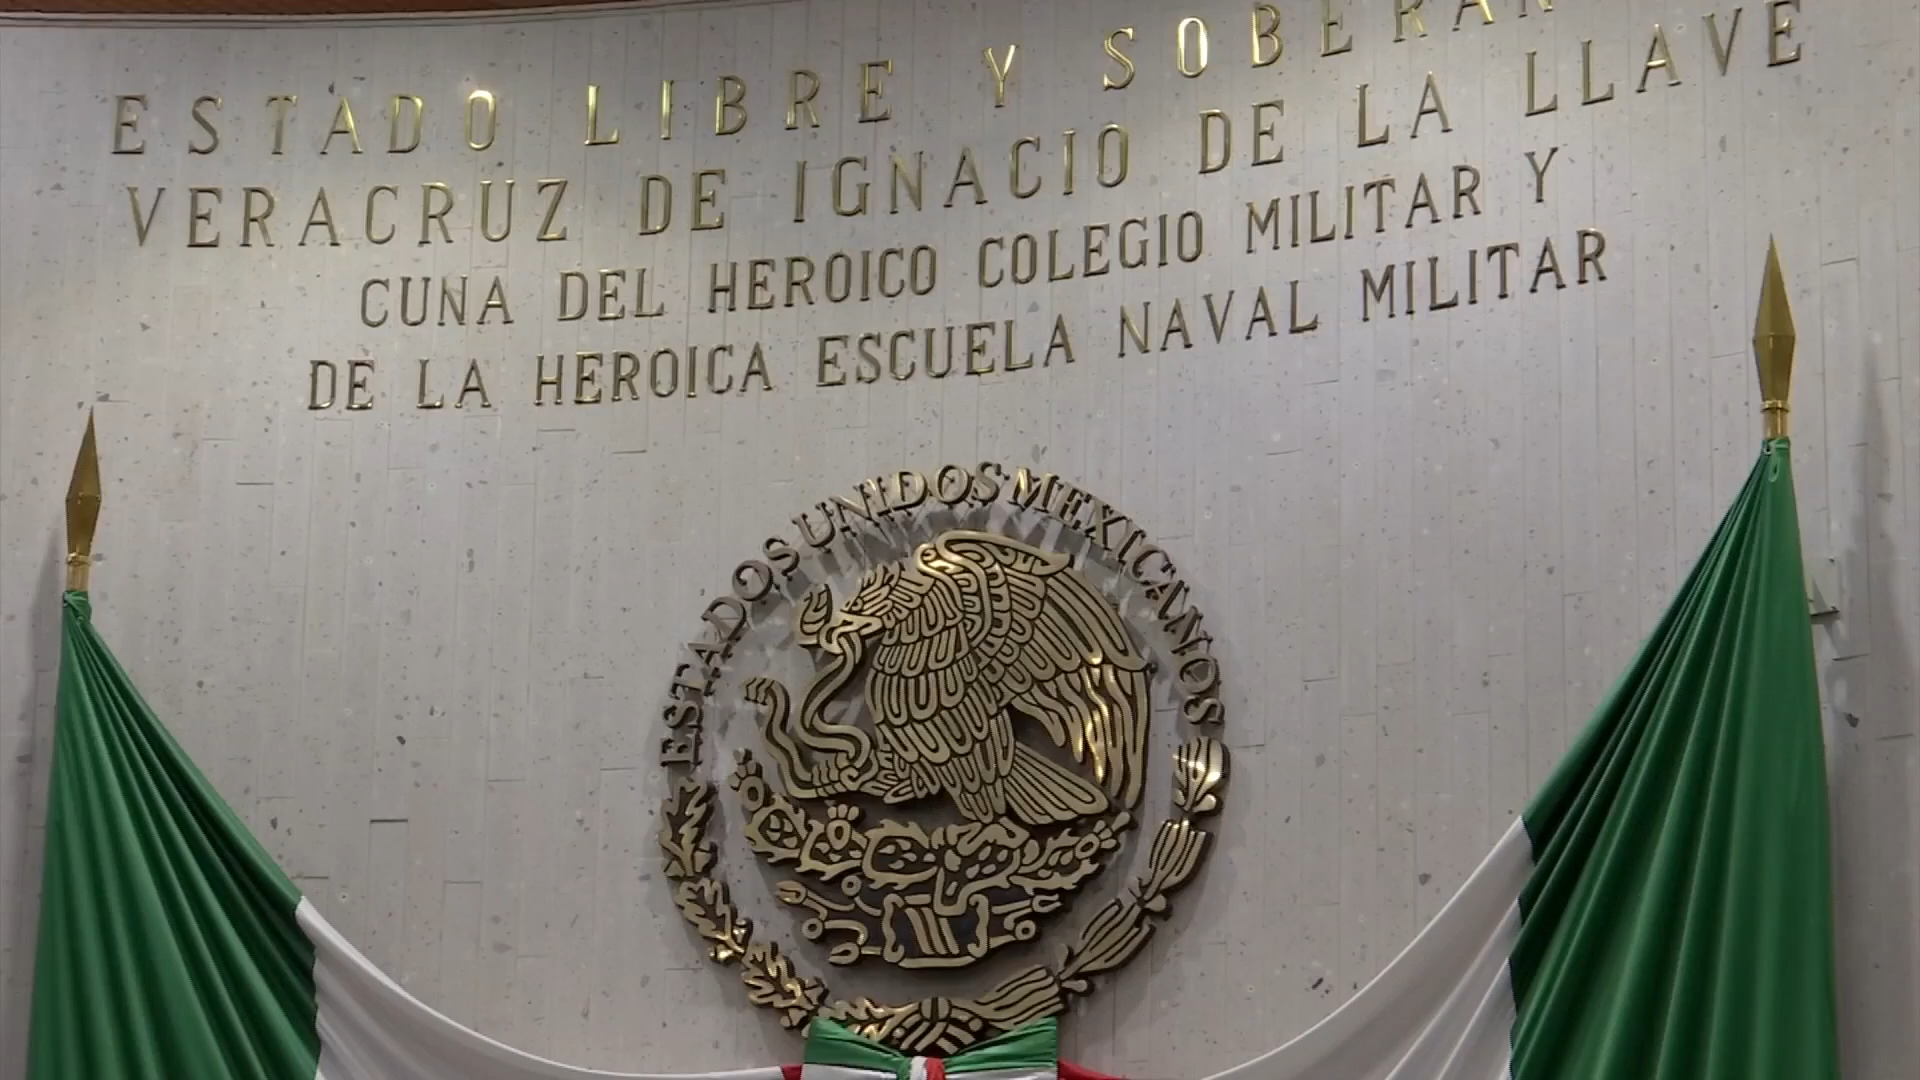 ESTADO LIBRE Y SOBERAN
VERACRUZ DE IGNACIO DE LA LLAVE
CUNA DEL HEROICO COLEGIO MILITAR Y
DE LA HEROICA ESCUELA NAVAL MILITAR
ESTADOS UNIDOS MEXICANOS